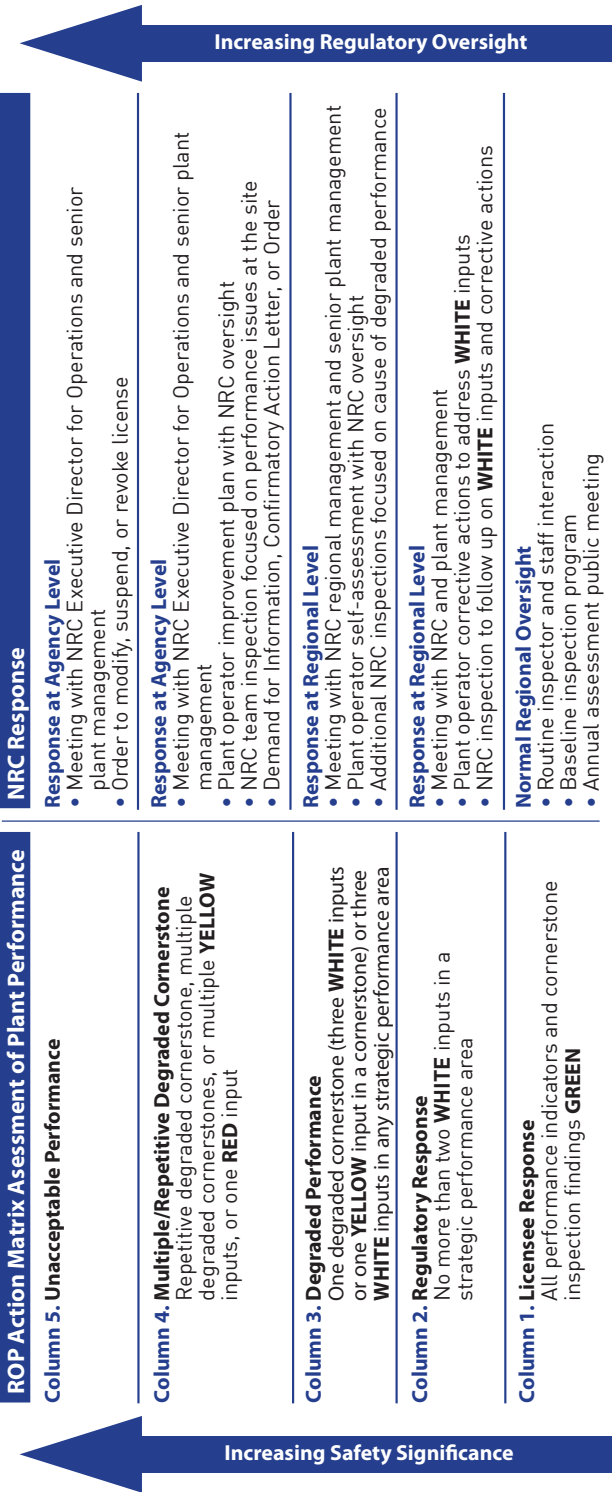 Increasing Safety Significance
ROP Action Matrix Asessment of Plant Performance
NRC Response
Column 5. Unacceptable Performance
Response at Agency Level
• Meeting with NRC Executive Director for Operations and senior
plant management
• Order to modify, suspend, or revoke license
Column 4. Multiple/Repetitive Degraded Cornerstone
Repetitive degraded cornerstone, multiple
degraded cornerstones, or multiple YELLOW
inputs, or one RED input
Response at Agency Level
• Meeting with NRC Executive Director for Operations and senior plant
management
• Plant operator improvement plan with NRC oversight
• NRC team inspection focused on performance issues at the site
• Demand for Information, Confirmatory Action Letter, or Order
Column 3. Degraded Performance
One degraded cornerstone (three WHITE inputs
or one YELLOW input in a cornerstone) or three
WHITE inputs in any strategic performance area
Response at Regional Level
• Meeting with NRC regional management and senior plant management
• Plant operator self-assessment with NRC oversight
• Additional NRC inspections focused on cause of degraded performance
Column 2. Regulatory Response
No more than two WHITE inputs in a
strategic performance area
Response at Regional Level
• Meeting with NRC and plant management
• Plant operator corrective actions to address WHITE inputs
• NRC inspection to follow up on WHITE inputs and corrective actions
Column 1. Licensee Response
All performance indicators and cornerstone
inspection findings GREEN
Normal Regional Oversight
• Routine inspector and staff interaction
• Baseline inspection program
• Annual assessment public meeting
Increasing Regulatory Oversight